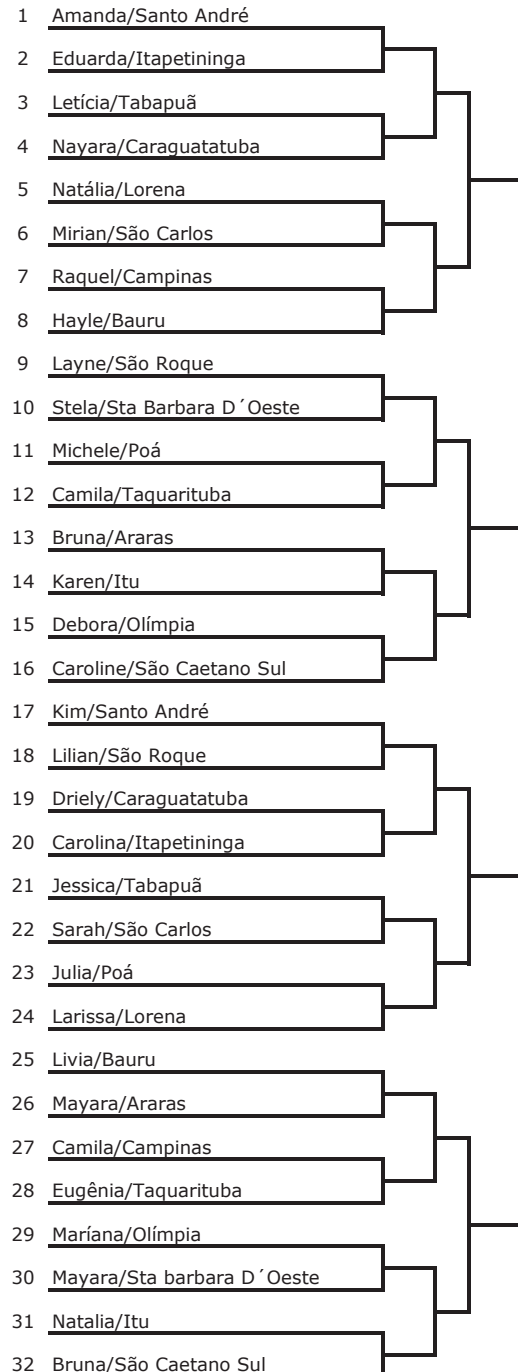 1 Amanda/Santo André
2 Eduarda/Itapetininga
3 Letícia/Tabapuã
4 Nayara/Caraguatatuba
5 Natália/Lorena
6 Mirian/São Carlos
7 Raquel/Campinas
8 Hayle/Bauru
9 Layne/São Roque
10 Stela/Sta Barbara D´Oeste
11 Michele/Poá
12 Camila/Taquarituba
13 Bruna/Araras
14 Karen/Itu
15 Debora/Olímpia
16 Caroline/São Caetano Sul
17 Kim/Santo André
18 Lilian/São Roque
19 Driely/Caraguatatuba
20 Carolina/Itapetininga
21 Jessica/Tabapuã
22 Sarah/São Carlos
23 Julia/Poá
24 Larissa/Lorena
25 Livia/Bauru
26 Mayara/Araras
27 Camila/Campinas
28 Eugênia/Taquarituba
29 Maríana/Olímpia
30 Mayara/Sta barbara D´Oeste
31 Natalia/Itu
32 Bruna/São Caetano Sul